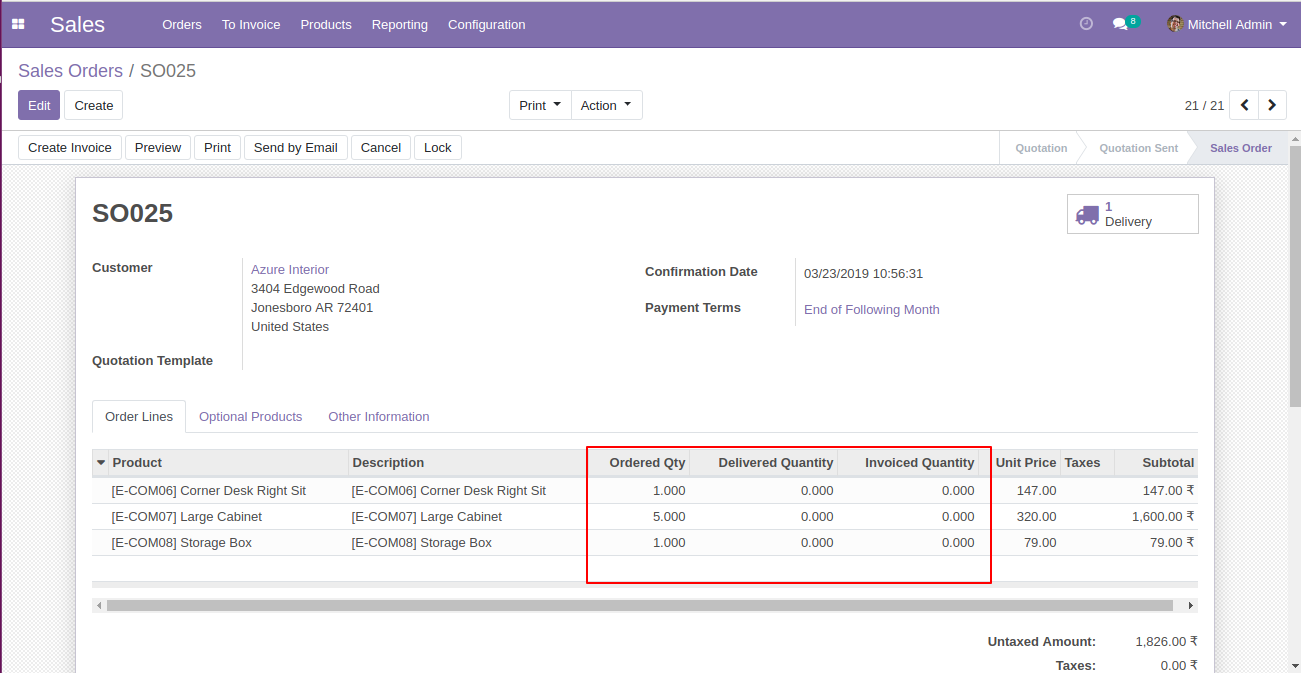 Sales Orders To Invoice Products Reporting Configuration 8 Mitchell Admin
Sales Orders / SO025
Edit Create Print Action 21 / 21
Create Invoice Preview Print Send by Email Cancel Lock Quotation Quotation Sent Sales Order
SO025
1
Delivery
Customer
Azure Interior
3404 Edgewood Road
Jonesboro AR 72401
United States
Quotation Template
Confirmation Date 03/23/2019 10:56:31
Payment Terms End of Following Month
Order Lines Optional Products Other Information
Product Description Ordered Qty Delivered Quantity Invoiced Quantity Unit Price Taxes Subtotal
[E-COM06] Corner Desk Right Sit [E-COM06] Corner Desk Right Sit 1.000 0.000 0.000 147.00 147.00 ₹
[E-COM07] Large Cabinet [E-COM07] Large Cabinet 5.000 0.000 0.000 320.00 1,600.00 ₹
[E-COM08] Storage Box [E-COM08] Storage Box 1.000 0.000 0.000 79.00 79.00 ₹
Untaxed Amount: 1,826.00 ₹
Taxes: 0.00 ₹